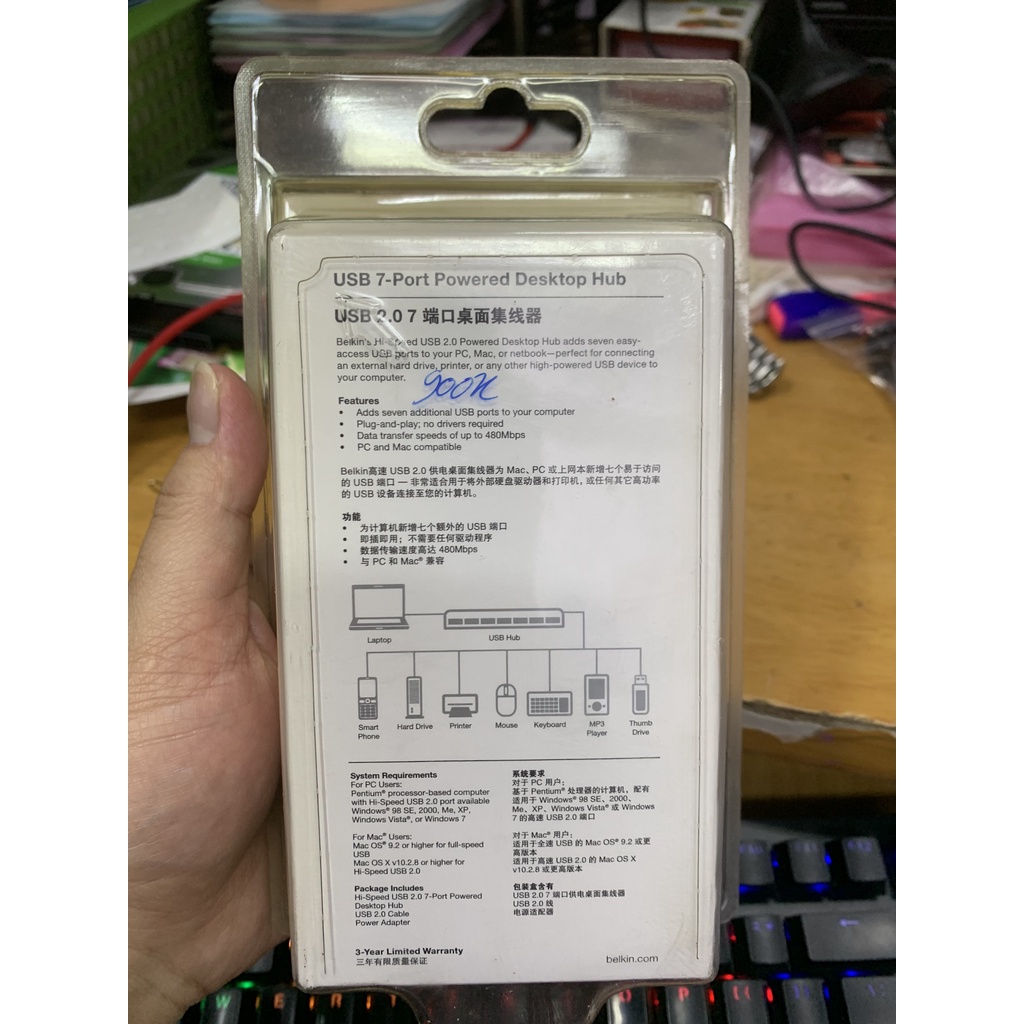 USB 7-Port Powered Desktop Hub
USB 2.0 7 端口桌面集线器
Belkin's Hi-Speed USB 2.0 Powered Desktop Hub adds seven easy-
access USB ports to your PC, Mac, or netbook—perfect for connecting
an external hard drive, printer, or any other high-powered USB device to
your computer.
900K
Features
• Adds seven additional USB ports to your computer
• Plug-and-play; no drivers required
• Data transfer speeds of up to 480Mbps
• PC and Mac compatible
Belkin高速 USB 2.0 供电桌面集线器为 Mac、PC 或上网本新增七个易于访问
的 USB 端口 — 非常适合用于将外部硬盘驱动器和打印机，或任何其它高功率
的 USB 设备连接至您的计算机。
功能
• 为计算机新增七个额外的 USB 端口
• 即插即用；不需要任何驱动程序
• 数据传输速度高达 480Mbps
• 与 PC 和 Mac® 兼容
Laptop
USB Hub
Smart
Phone
Hard Drive
Printer
Mouse
Keyboard
MP3
Player
Thumb
Drive
System Requirements
For PC Users:
Pentium® processor-based computer
with Hi-Speed USB 2.0 port available
Windows® 98 SE, 2000, Me, XP,
Windows Vista®, or Windows 7
For Mac® Users:
Mac OS® 9.2 or higher for full-speed
USB
Mac OS X v10.2.8 or higher for
Hi-Speed USB 2.0
Package Includes
Hi-Speed USB 2.0 7-Port Powered
Desktop Hub
USB 2.0 Cable
Power Adapter
3-Year Limited Warranty
三年有限质量保证
系统要求
对于 PC 用户：
基于 Pentium® 处理器的计算机，配有
适用于 Windows® 98 SE、2000、
Me、XP、Windows Vista® 或 Windows
7 的高速 USB 2.0 端口
对于 Mac® 用户：
适用于全速 USB 的 Mac OS® 9.2 或更
高版本
适用于高速 USB 2.0 的 Mac OS X
v10.2.8 或更高版本
包装盒含有
USB 2.0 7 端口供电桌面集线器
USB 2.0 线
电源适配器
belkin.com
W E R
P